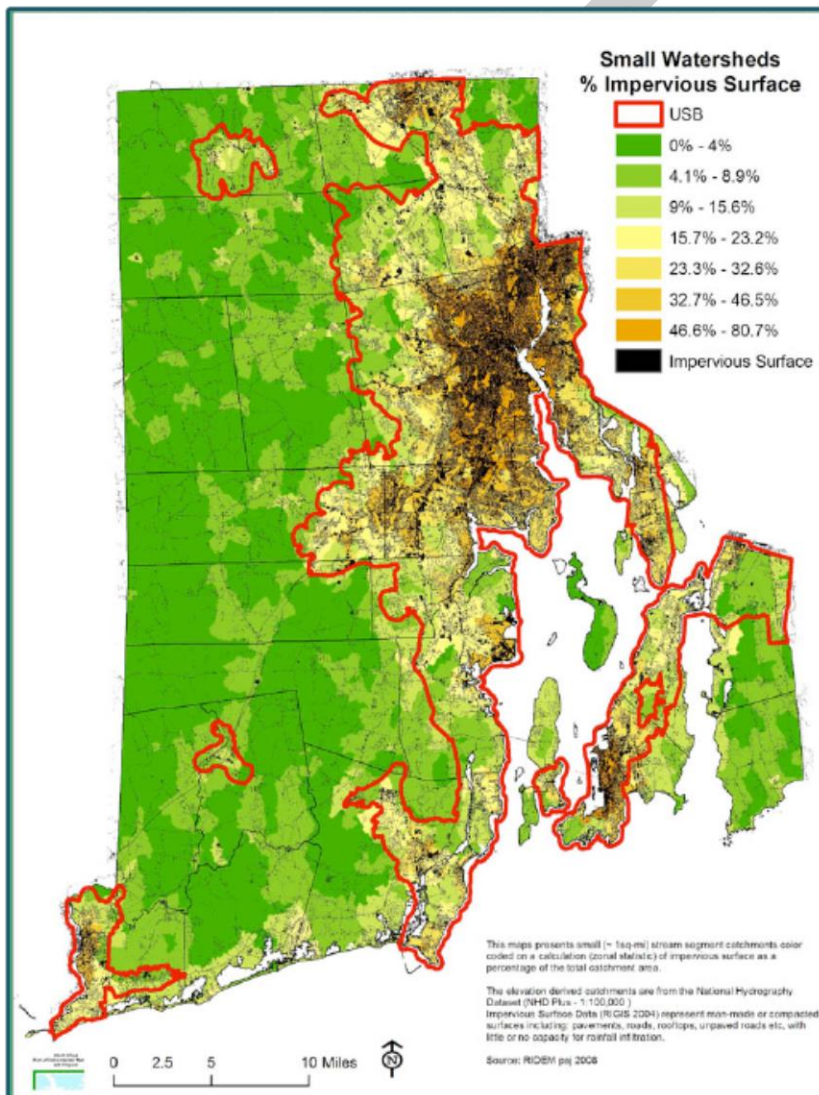 Small Watersheds
% Impervious Surface
USB
0% - 4%
4.1% - 8.9%
9% - 15.6%
15.7% - 23.2%
23.3% - 32.6%
32.7% - 46.5%
46.6% - 80.7%
Impervious Surface
This maps presents small (~ 1sq-mi) stream segment catchments color
coded on a calculation (zonal statistic) of impervious surface as a
percentage of the total catchment area.
The elevation derived catchments are from the National Hydrography
Dataset (NHD Plus - 1:100,000 )
Impervious Surface Data (RIGIS 2004) represent man-made or compacted
surfaces including: pavements, roads, rooftops, unpaved roads etc, with
little or no capacity for rainfall infiltration.
Source: RIDEM paj 2008
0 2.5 5 10 Miles
N